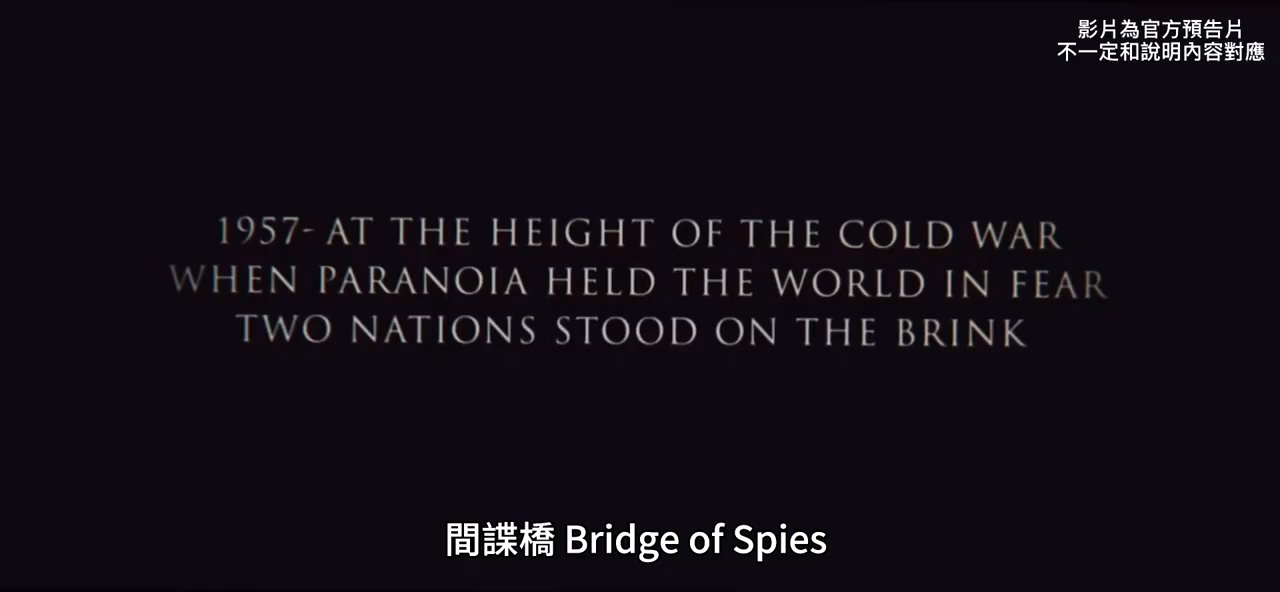 影片為官方預告片
不一定和說明內容對應
1957- AT THE HEIGHT OF THE COLD WAR
WHEN PARANOIA HELD THE WORLD IN FEAR
TWO NATIONS STOOD ON THE BRINK
間諜橋 Bridge of Spies